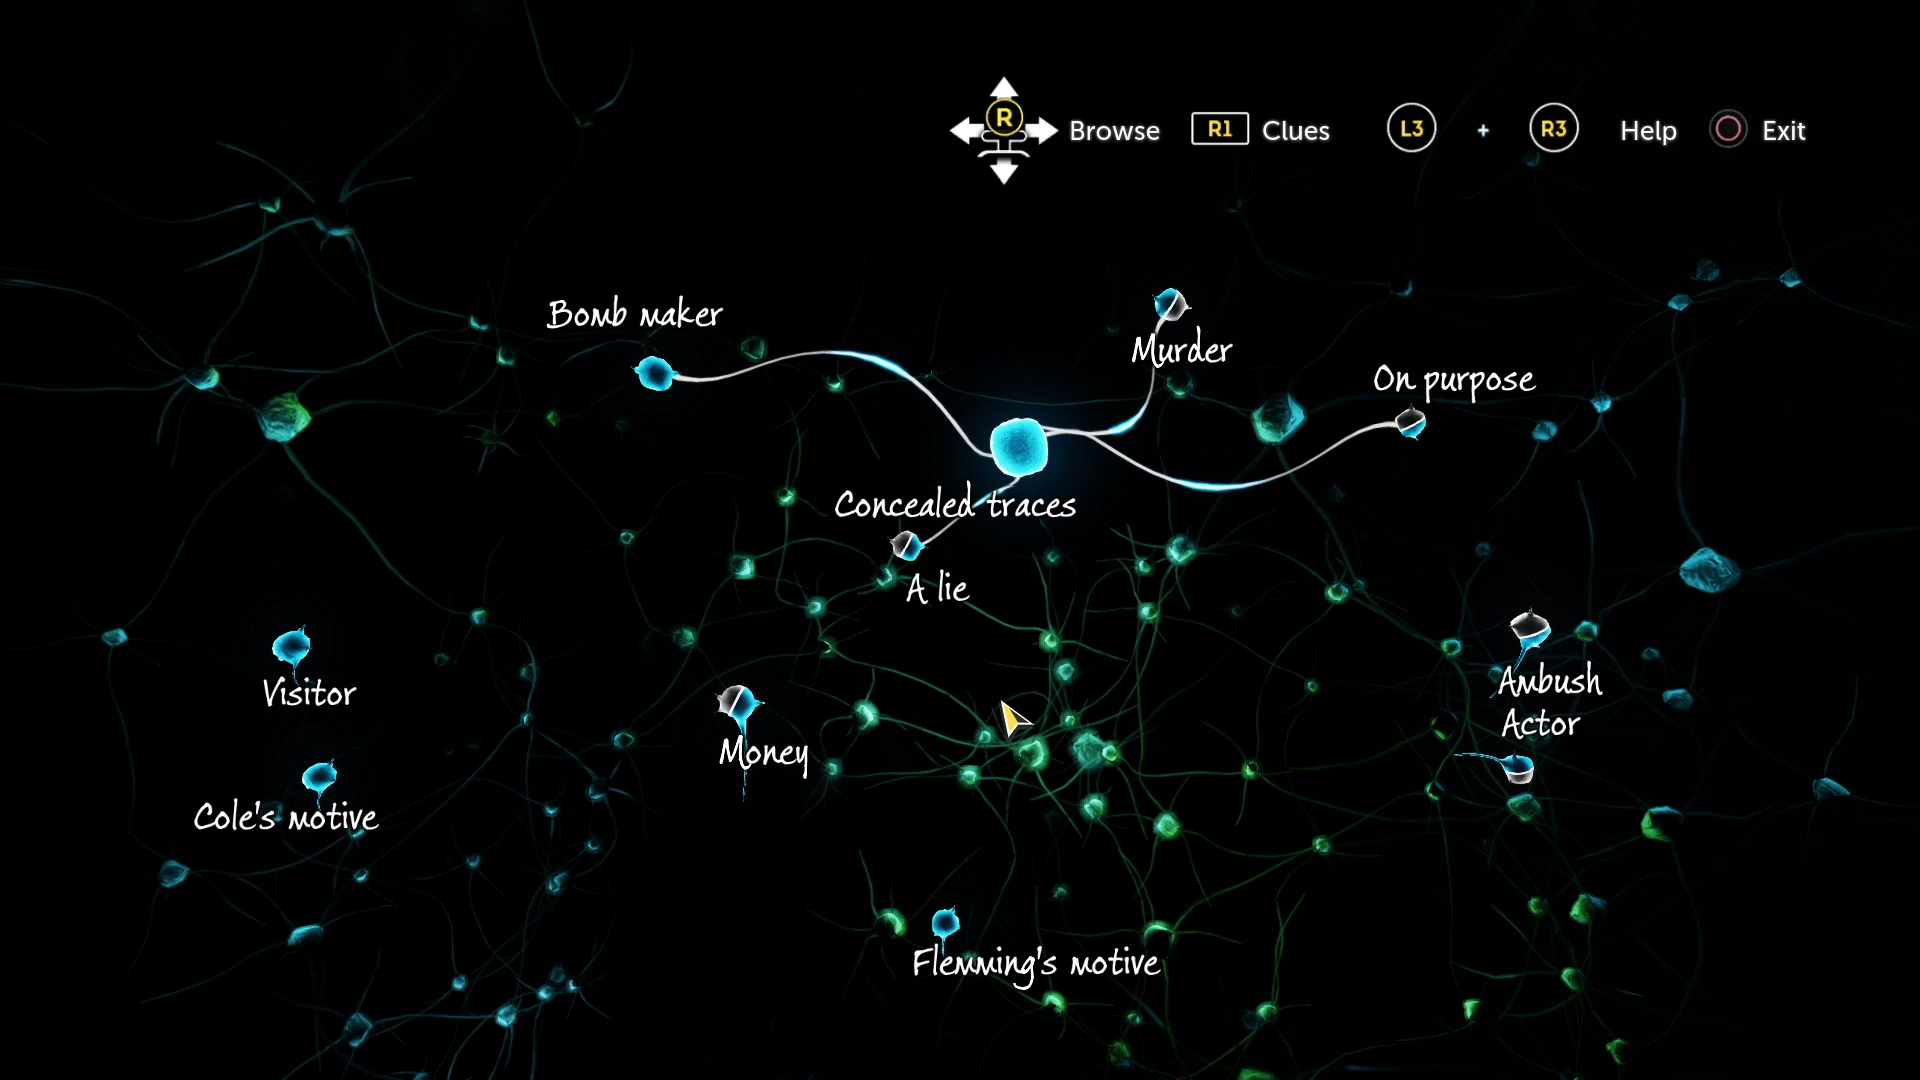 R Browse R1 Clues L3 + R3 Help Exit
Bomb maker
Murder
On purpose
Concealed traces
A lie
Visitor
Ambush
Actor
Money
Cole's motive
Flemming's motive